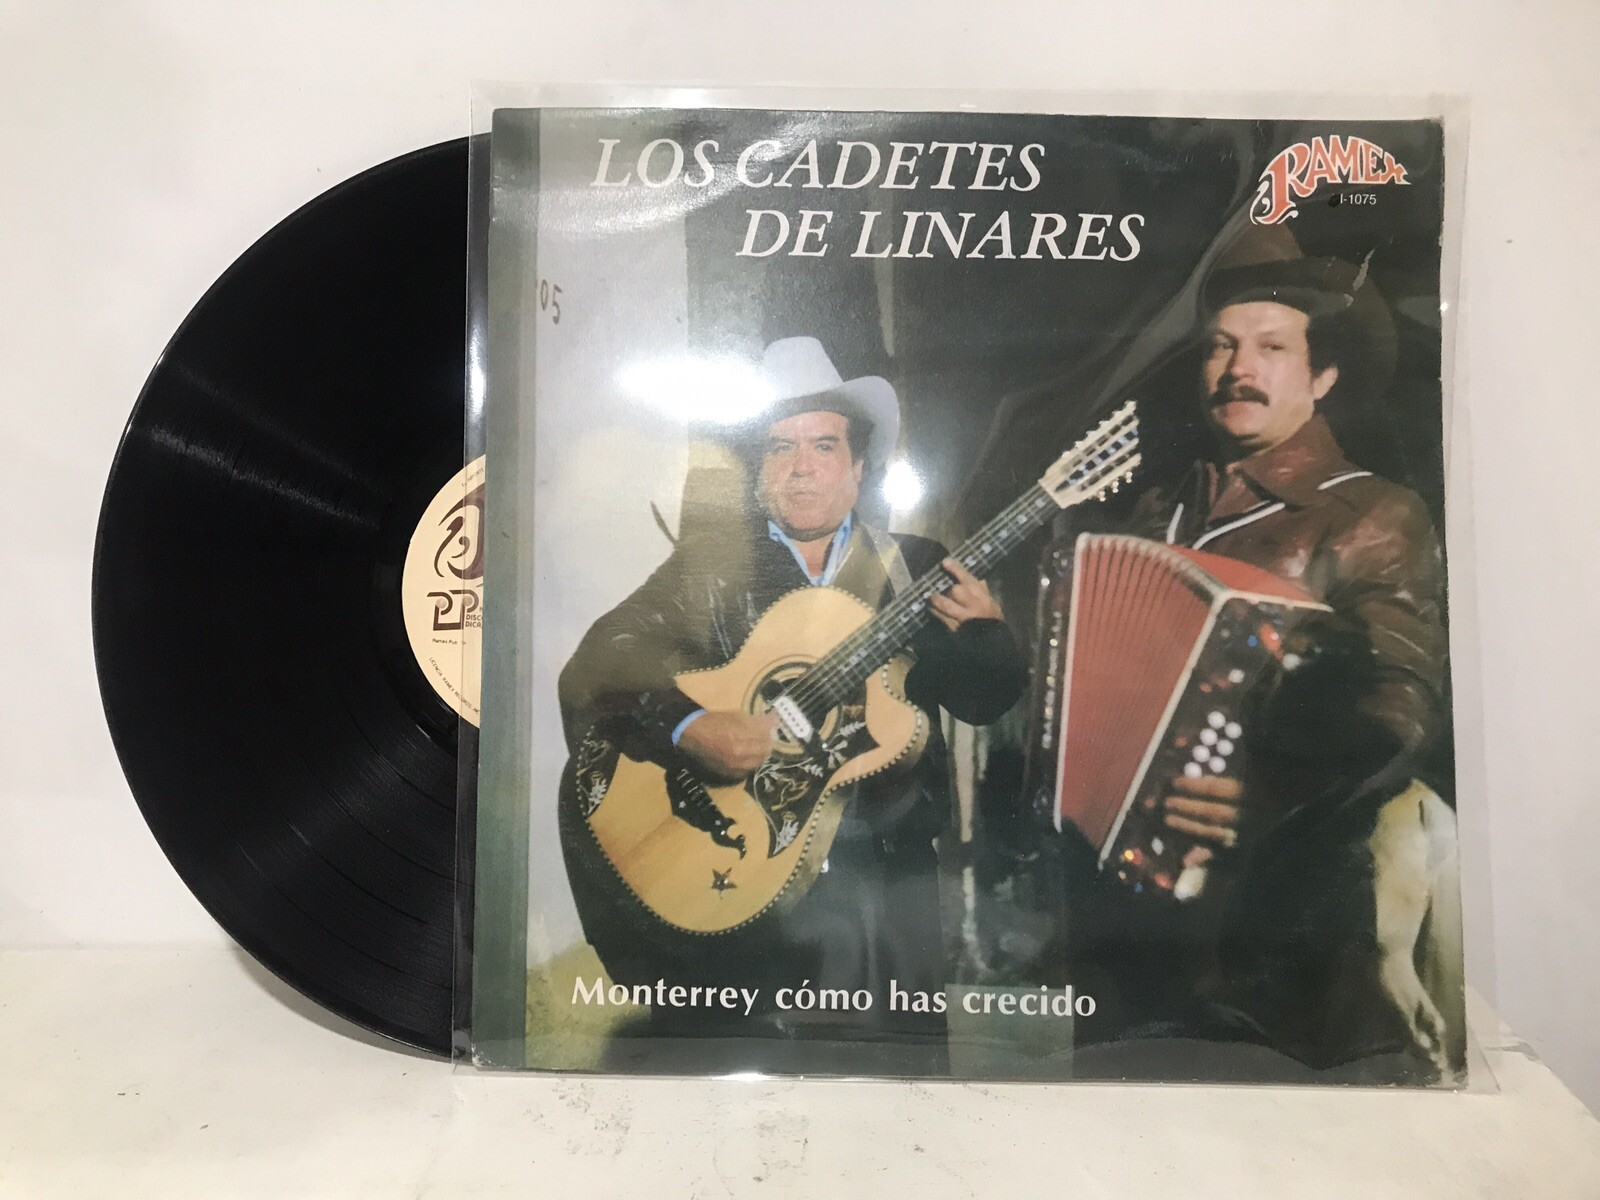 LOS CADETES
DE LINARES
RAMEX
I-1075
05
Monterrey cómo has crecido